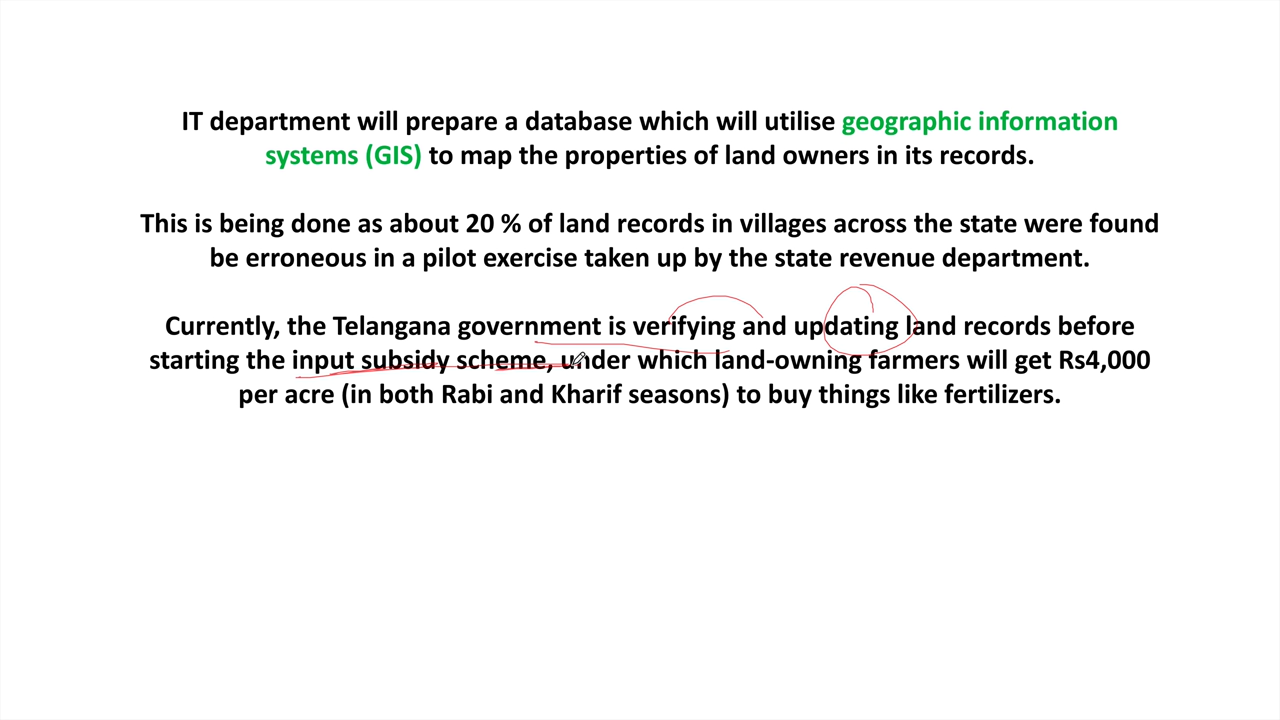 IT department will prepare a database which will utilise geographic information
systems (GIS) to map the properties of land owners in its records.
This is being done as about 20 % of land records in villages across the state were found
be erroneous in a pilot exercise taken up by the state revenue department.
Currently, the Telangana government is verifying and updating land records before
starting the input subsidy scheme, under which land-owning farmers will get Rs4,000
per acre (in both Rabi and Kharif seasons) to buy things like fertilizers.